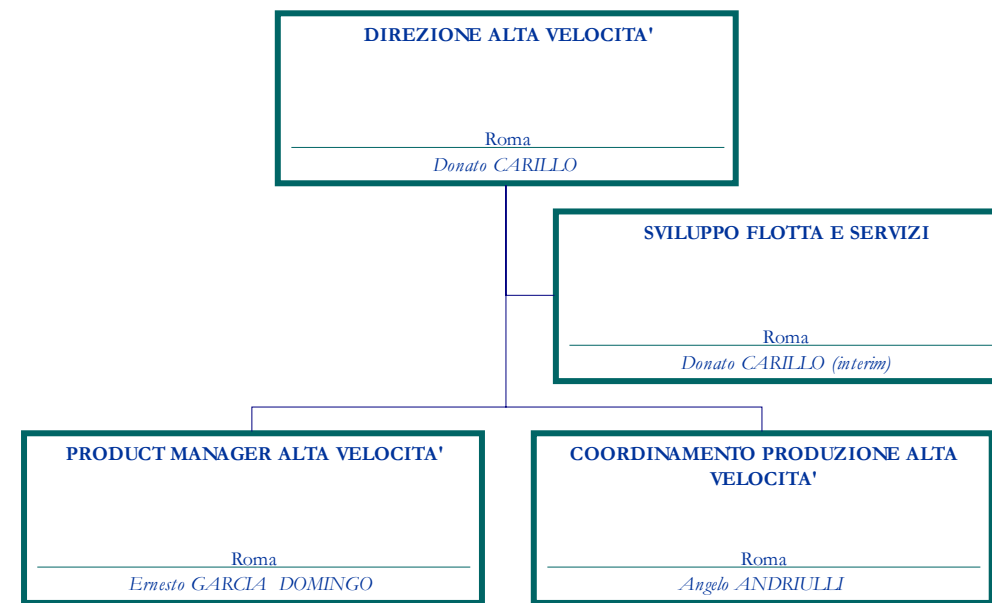 DIREZIONE ALTA VELOCITA'
Roma
Donato CARILLO
SVILUPPO FLOTTA E SERVIZI
Roma
Donato CARILLO (interim)
PRODUCT MANAGER ALTA VELOCITA'
Roma
Ernesto GARCIA DOMINGO
COORDINAMENTO PRODUZIONE ALTA
VELOCITA'
Roma
Angelo ANDRIULLI